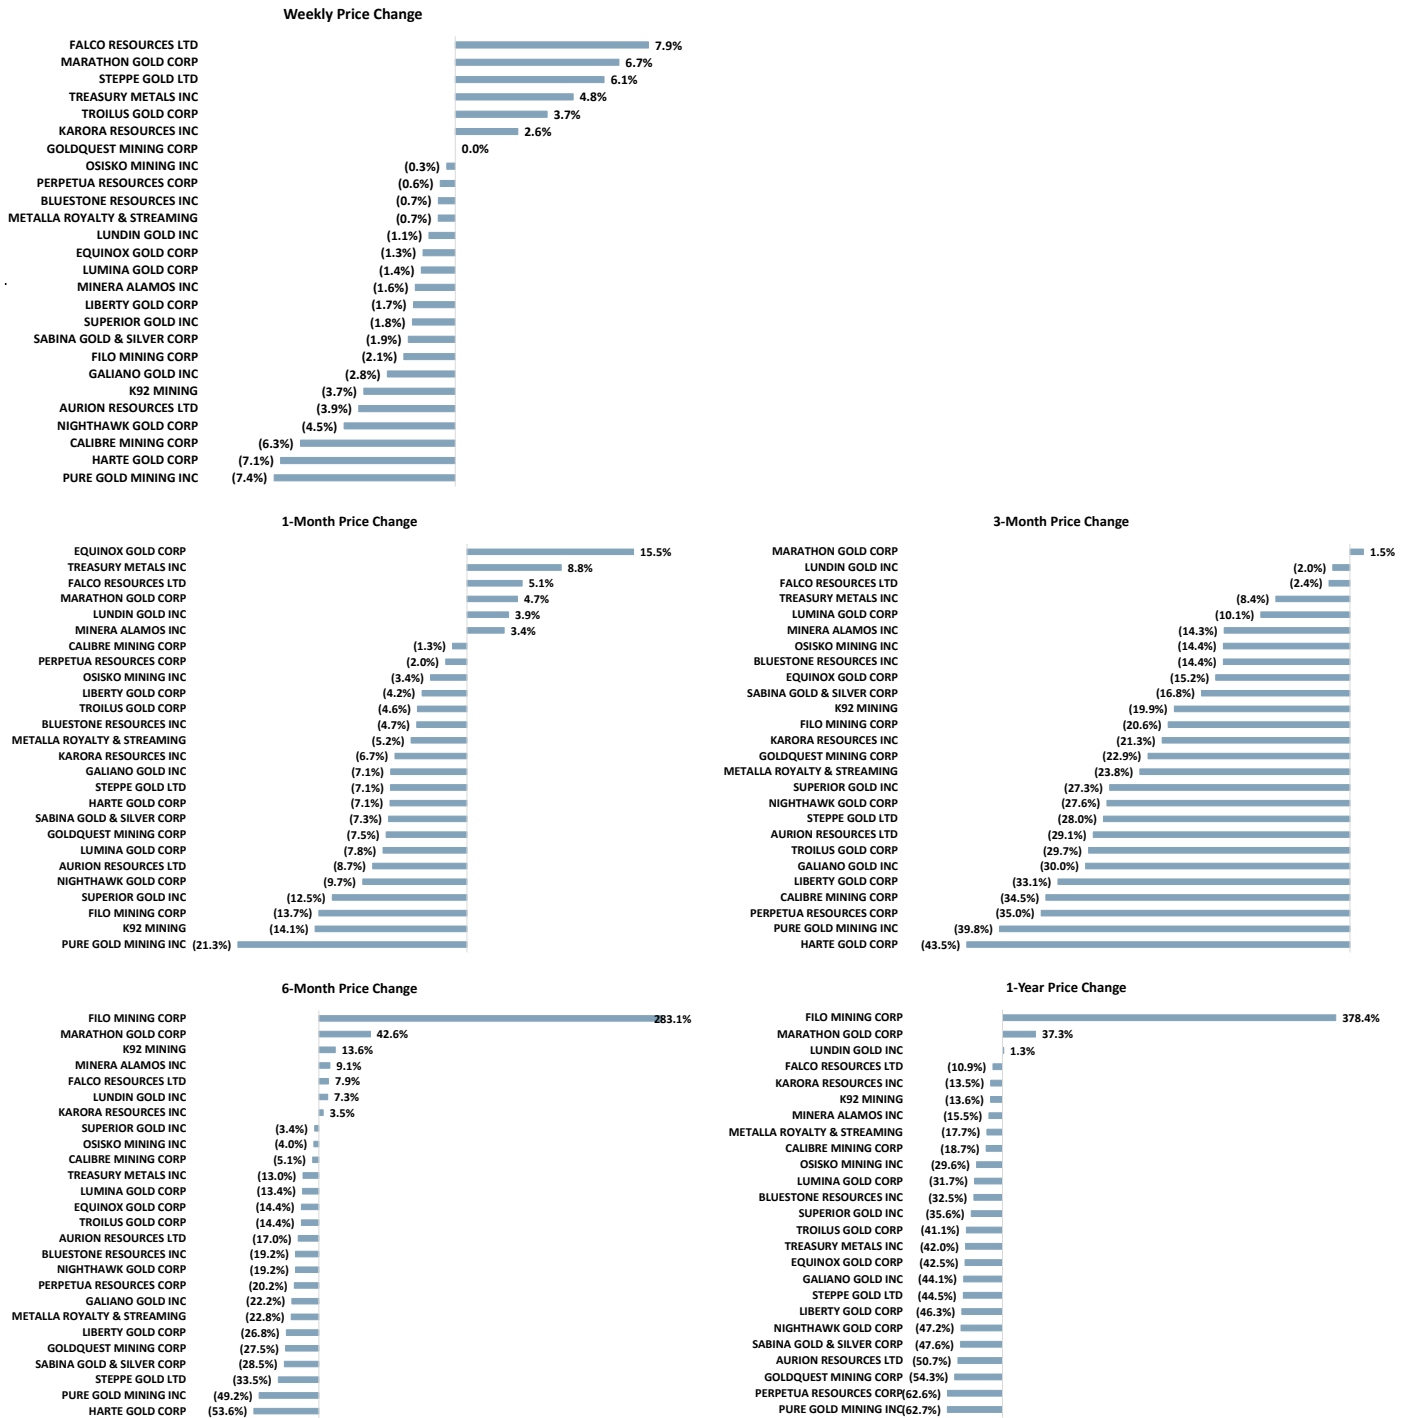 Weekly Price Change
FALCO RESOURCES LTD 7.9%
MARATHON GOLD CORP 6.7%
STEPPE GOLD LTD 6.1%
TREASURY METALS INC 4.8%
TROILUS GOLD CORP 3.7%
KARORA RESOURCES INC 2.6%
GOLDQUEST MINING CORP 0.0%
OSISKO MINING INC (0.3%)
PERPETUA RESOURCES CORP (0.6%)
BLUESTONE RESOURCES INC (0.7%)
METALLA ROYALTY & STREAMING (0.7%)
LUNDIN GOLD INC (1.1%)
EQUINOX GOLD CORP (1.3%)
LUMINA GOLD CORP (1.4%)
MINERA ALAMOS INC (1.6%)
LIBERTY GOLD CORP (1.7%)
SUPERIOR GOLD INC (1.8%)
SABINA GOLD & SILVER CORP (1.9%)
FILO MINING CORP (2.1%)
GALIANO GOLD INC (2.8%)
K92 MINING (3.7%)
AURION RESOURCES LTD (3.9%)
NIGHTHAWK GOLD CORP (4.5%)
CALIBRE MINING CORP (6.3%)
HARTE GOLD CORP (7.1%)
PURE GOLD MINING INC (7.4%)
1-Month Price Change
EQUINOX GOLD CORP 15.5%
TREASURY METALS INC 8.8%
FALCO RESOURCES LTD 5.1%
MARATHON GOLD CORP 4.7%
LUNDIN GOLD INC 3.9%
MINERA ALAMOS INC 3.4%
CALIBRE MINING CORP (1.3%)
PERPETUA RESOURCES CORP (2.0%)
OSISKO MINING INC (3.4%)
LIBERTY GOLD CORP (4.2%)
TROILUS GOLD CORP (4.6%)
BLUESTONE RESOURCES INC (4.7%)
METALLA ROYALTY & STREAMING (5.2%)
KARORA RESOURCES INC (6.7%)
GALIANO GOLD INC (7.1%)
STEPPE GOLD LTD (7.1%)
HARTE GOLD CORP (7.1%)
SABINA GOLD & SILVER CORP (7.3%)
GOLDQUEST MINING CORP (7.5%)
LUMINA GOLD CORP (7.8%)
AURION RESOURCES LTD (8.7%)
NIGHTHAWK GOLD CORP (9.7%)
SUPERIOR GOLD INC (12.5%)
FILO MINING CORP (13.7%)
K92 MINING (14.1%)
PURE GOLD MINING INC (21.3%)
3-Month Price Change
MARATHON GOLD CORP 1.5%
LUNDIN GOLD INC (2.0%)
FALCO RESOURCES LTD (2.4%)
TREASURY METALS INC (8.4%)
LUMINA GOLD CORP (10.1%)
MINERA ALAMOS INC (14.3%)
OSISKO MINING INC (14.4%)
BLUESTONE RESOURCES INC (14.4%)
EQUINOX GOLD CORP (15.2%)
SABINA GOLD & SILVER CORP (16.8%)
K92 MINING (19.9%)
FILO MINING CORP (20.6%)
KARORA RESOURCES INC (21.3%)
GOLDQUEST MINING CORP (22.9%)
METALLA ROYALTY & STREAMING (23.8%)
SUPERIOR GOLD INC (27.3%)
NIGHTHAWK GOLD CORP (27.6%)
STEPPE GOLD LTD (28.0%)
AURION RESOURCES LTD (29.1%)
TROILUS GOLD CORP (29.7%)
GALIANO GOLD INC (30.0%)
LIBERTY GOLD CORP (33.1%)
CALIBRE MINING CORP (34.5%)
PERPETUA RESOURCES CORP (35.0%)
PURE GOLD MINING INC (39.8%)
HARTE GOLD CORP (43.5%)
6-Month Price Change
FILO MINING CORP 283.1%
MARATHON GOLD CORP 42.6%
K92 MINING 13.6%
MINERA ALAMOS INC 9.1%
FALCO RESOURCES LTD 7.9%
LUNDIN GOLD INC 7.3%
KARORA RESOURCES INC 3.5%
SUPERIOR GOLD INC (3.4%)
OSISKO MINING INC (4.0%)
CALIBRE MINING CORP (5.1%)
TREASURY METALS INC (13.0%)
LUMINA GOLD CORP (13.4%)
EQUINOX GOLD CORP (14.4%)
TROILUS GOLD CORP (14.4%)
AURION RESOURCES LTD (17.0%)
BLUESTONE RESOURCES INC (19.2%)
NIGHTHAWK GOLD CORP (19.2%)
PERPETUA RESOURCES CORP (20.2%)
GALIANO GOLD INC (22.2%)
METALLA ROYALTY & STREAMING (22.8%)
LIBERTY GOLD CORP (26.8%)
GOLDQUEST MINING CORP (27.5%)
SABINA GOLD & SILVER CORP (28.5%)
STEPPE GOLD LTD (33.5%)
PURE GOLD MINING INC (49.2%)
HARTE GOLD CORP (53.6%)
1-Year Price Change
FILO MINING CORP 378.4%
MARATHON GOLD CORP 37.3%
LUNDIN GOLD INC 1.3%
FALCO RESOURCES LTD (10.9%)
KARORA RESOURCES INC (13.5%)
K92 MINING (13.6%)
MINERA ALAMOS INC (15.5%)
METALLA ROYALTY & STREAMING (17.7%)
CALIBRE MINING CORP (18.7%)
OSISKO MINING INC (29.6%)
LUMINA GOLD CORP (31.7%)
BLUESTONE RESOURCES INC (32.5%)
SUPERIOR GOLD INC (35.6%)
TROILUS GOLD CORP (41.1%)
TREASURY METALS INC (42.0%)
EQUINOX GOLD CORP (42.5%)
GALIANO GOLD INC (44.1%)
STEPPE GOLD LTD (44.5%)
LIBERTY GOLD CORP (46.3%)
NIGHTHAWK GOLD CORP (47.2%)
SABINA GOLD & SILVER CORP (47.6%)
AURION RESOURCES LTD (50.7%)
GOLDQUEST MINING CORP (54.3%)
PERPETUA RESOURCES CORP (62.6%)
PURE GOLD MINING INC (62.7%)